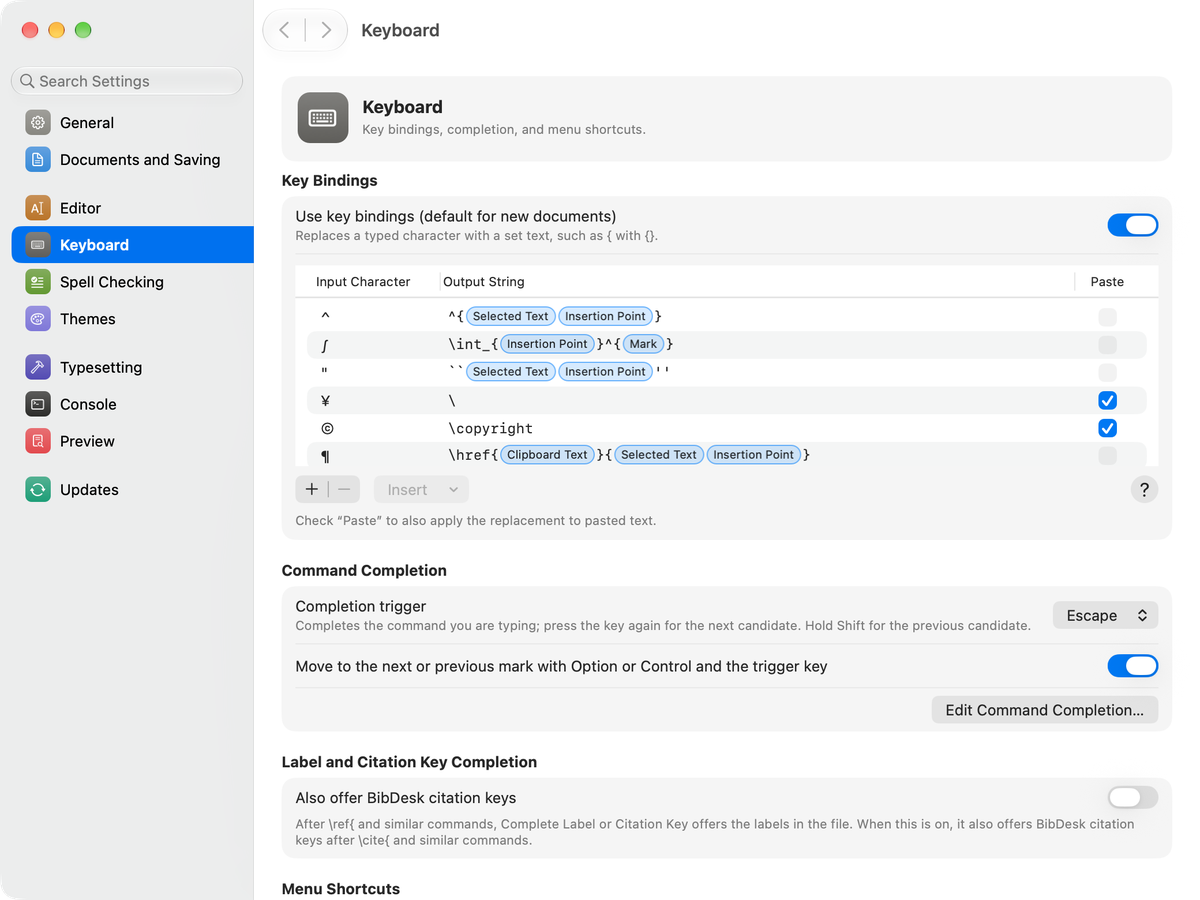 Keyboard
Search Settings
General
Documents and Saving
Editor
Keyboard
Spell Checking
Themes
Typesetting
Console
Preview
Updates
Keyboard
Key bindings, completion, and menu shortcuts.
Key Bindings
Use key bindings (default for new documents)
Replaces a typed character with a set text, such as { with {}.
Input Character Output String Paste
^ ^{Selected Text Insertion Point}
∫ \int_{Insertion Point}^{Mark}
" ``Selected Text Insertion Point''
¥ \
© \copyright
¶ \href{Clipboard Text}{Selected Text Insertion Point}
+ − Insert ?
Check “Paste” to also apply the replacement to pasted text.
Command Completion
Completion trigger
Escape
Completes the command you are typing; press the key again for the next candidate. Hold Shift for the previous candidate.
Move to the next or previous mark with Option or Control and the trigger key
Edit Command Completion...
Label and Citation Key Completion
Also offer BibDesk citation keys
After \ref{ and similar commands, Complete Label or Citation Key offers the labels in the file. When this is on, it also offers BibDesk citation
keys after \cite{ and similar commands.
Menu Shortcuts